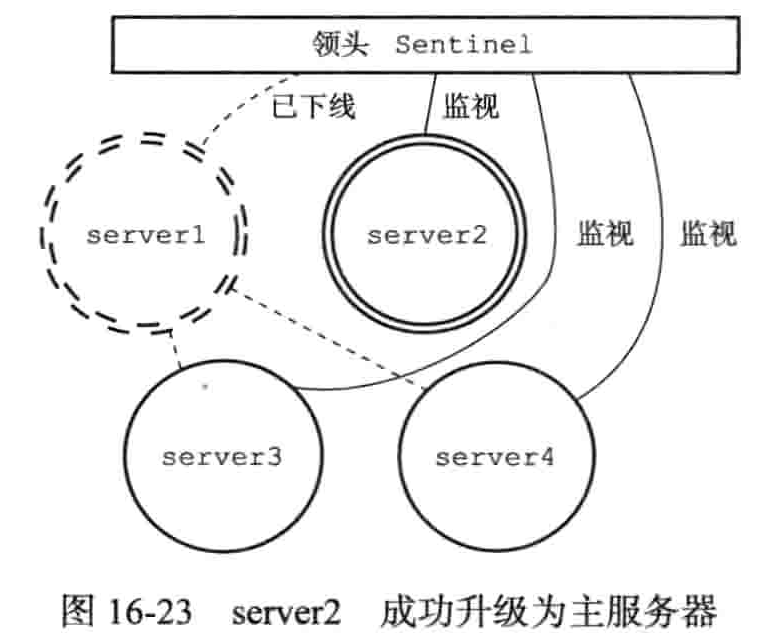 领头 Sentinel
已下线
监视
server1
server2
监视
监视
server3
server4
图 16-23 server2 成功升级为主服务器